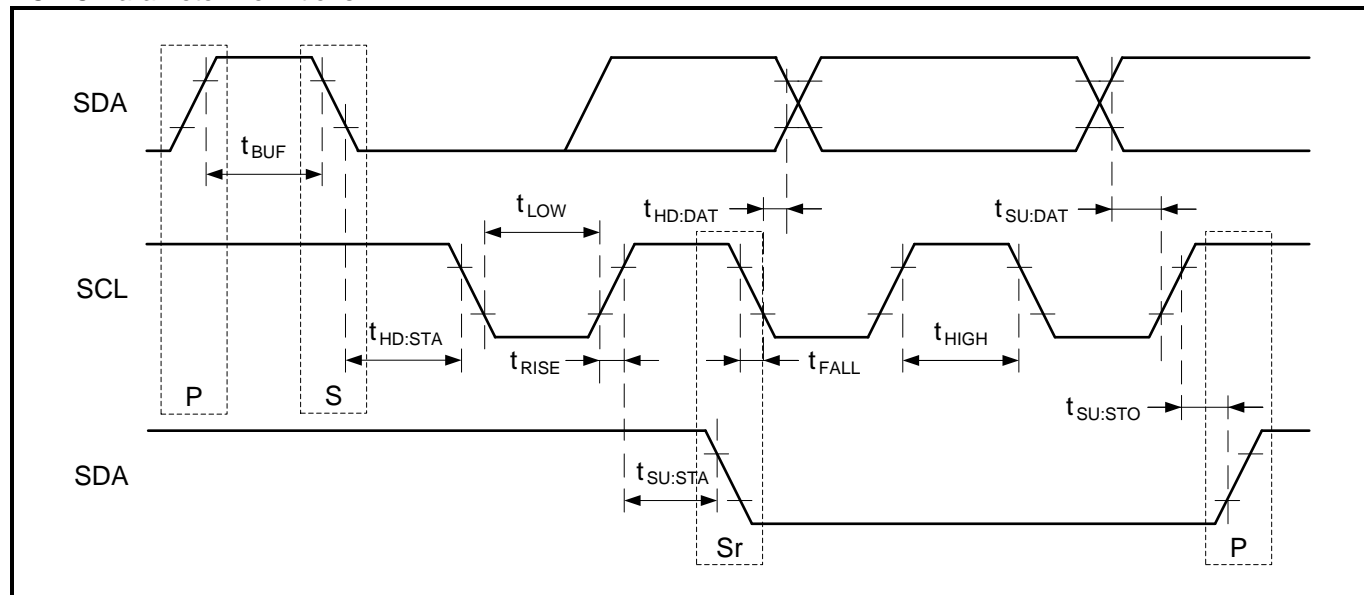 SDA
tBUF
tLOW
tHD:DAT
tSU:DAT
SCL
tHD:STA
tRISE
tFALL
tHIGH
P
S
tSU:STO
SDA
tSU:STA
Sr
P